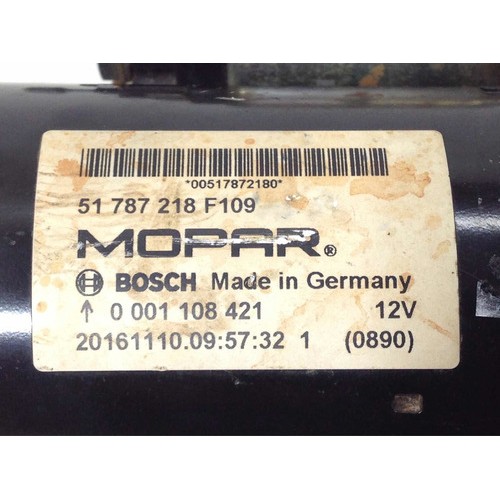 *00517872180*
51 787 218 F109
MOPAR®
BOSCH Made in Germany
↑ 0 001 108 421 12V
20161110.09:57:32 1 (0890)